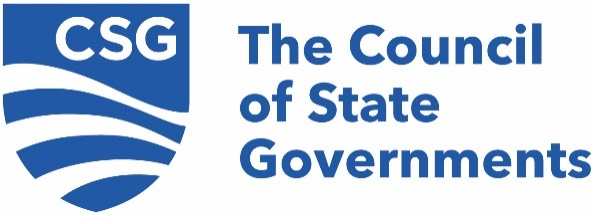 CSG
The Council
of State
Governments